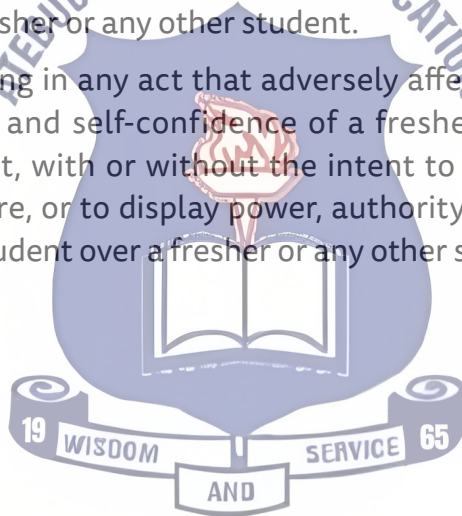 sher or any other student.
ng in any act that adversely affe
and self-confidence of a freshe
t, with or without the intent to
re, or to display power, authority
udent over a fresher or any other s
19 WISDOM AND SERVICE 65